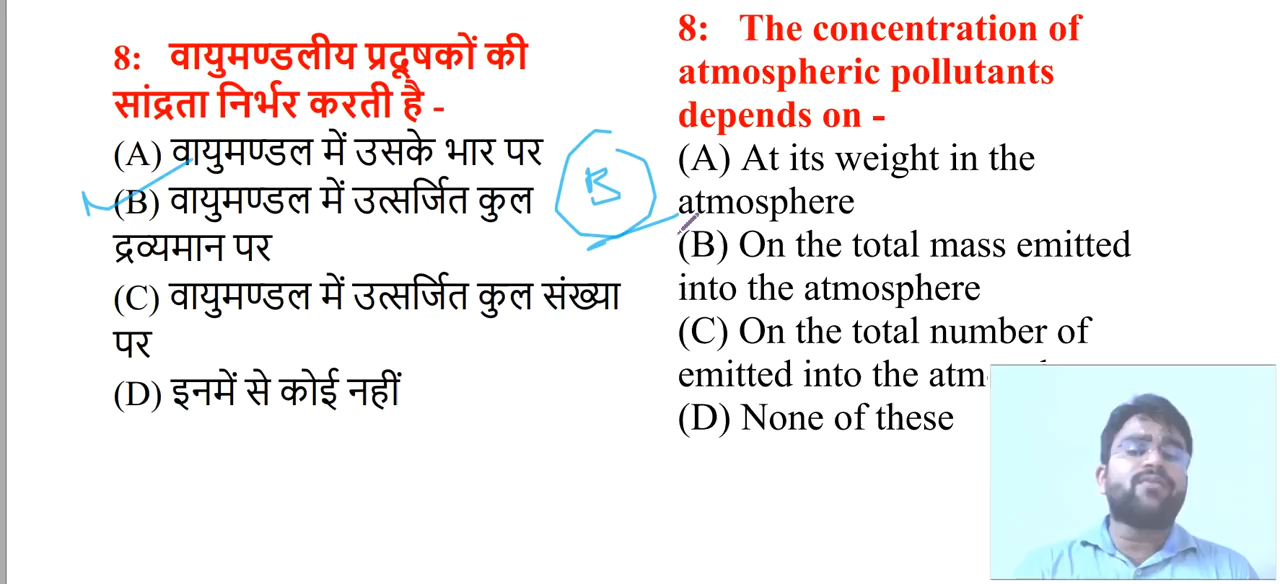 8: वायुमण्डलीय प्रदूषकों की
सांद्रता निर्भर करती है -
(A) वायुमण्डल में उसके भार पर
(B) वायुमण्डल में उत्सर्जित कुल
द्रव्यमान पर
(C) वायुमण्डल में उत्सर्जित कुल संख्या
पर
(D) इनमें से कोई नहीं
B
8: The concentration of
atmospheric pollutants
depends on -
(A) At its weight in the
atmosphere
(B) On the total mass emitted
into the atmosphere
(C) On the total number of
emitted into the
(D) None of these